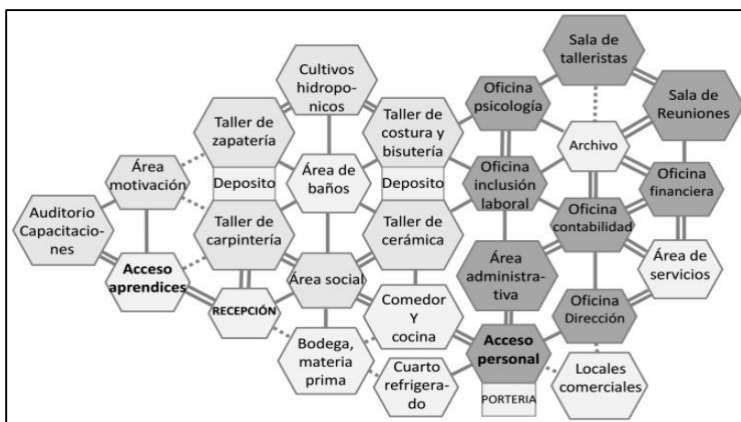 Sala de
talleristas
Cultivos
hidropo-
nicos
Oficina
psicología
Sala de
Reuniones
Taller de
zapatería
Taller de
costura y
bisutería
Archivo
Área
motivación
Deposito
Área de
baños
Deposito
Oficina
inclusión
laboral
Oficina
financiera
Auditorio
Capacitacio-
nes
Taller de
carpintería
Taller de
cerámica
Oficina
contabilidad
Acceso
aprendices
Área social
Área
administra-
tiva
Área de
servicios
RECEPCIÓN
Comedor
Y
cocina
Oficina
Dirección
Bodega,
materia
prima
Acceso
personal
Cuarto
refrigera-
do
Locales
comerciales
PORTERIA